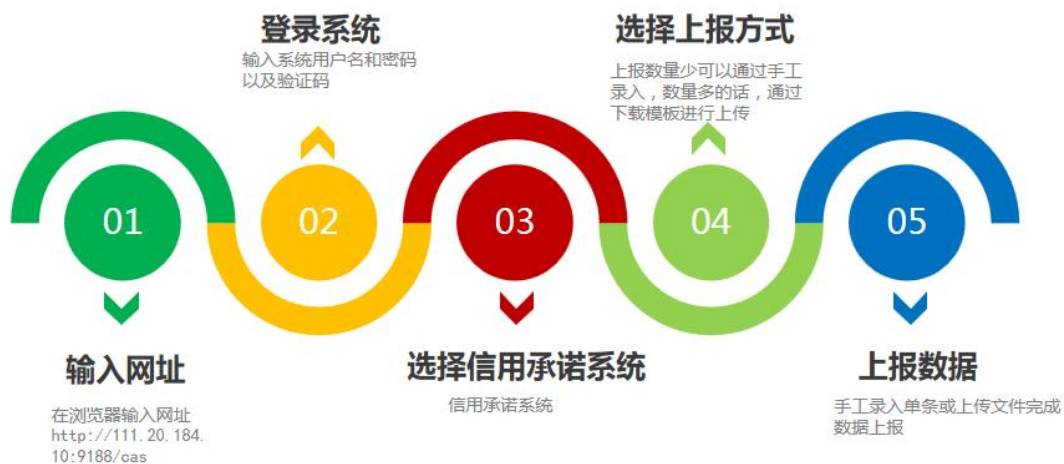 登录系统
输入系统用户名和密码
以及验证码
选择上报方式
上报数量少可以通过手工
录入，数量多的话，通过
下载模板进行上传
01
02
03
04
05
输入网址
在浏览器输入网址
http://111.20.184.
10:9188/cas
选择信用承诺系统
信用承诺系统
上报数据
手工录入单条或上传文件完成
数据上报